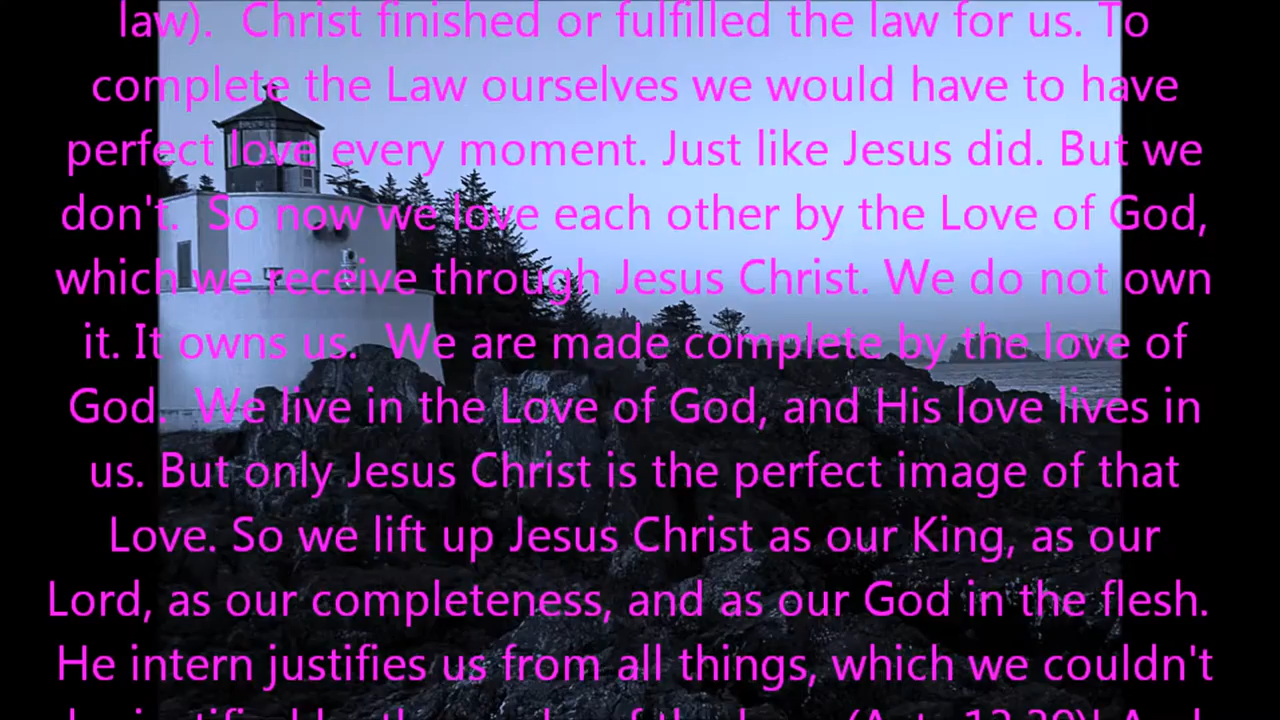 law).  Christ finished or fulfilled the law for us. To
complete the Law ourselves we would have to have
perfect love every moment. Just like Jesus did. But we
don't.  So now we love each other by the Love of God,
which we receive through Jesus Christ. We do not own
it. It owns us.  We are made complete by the love of
God.  We live in the Love of God, and His love lives in
us. But only Jesus Christ is the perfect image of that
Love. So we lift up Jesus Christ as our King, as our
Lord, as our completeness, and as our God in the flesh.
He intern justifies us from all things, which we couldn't